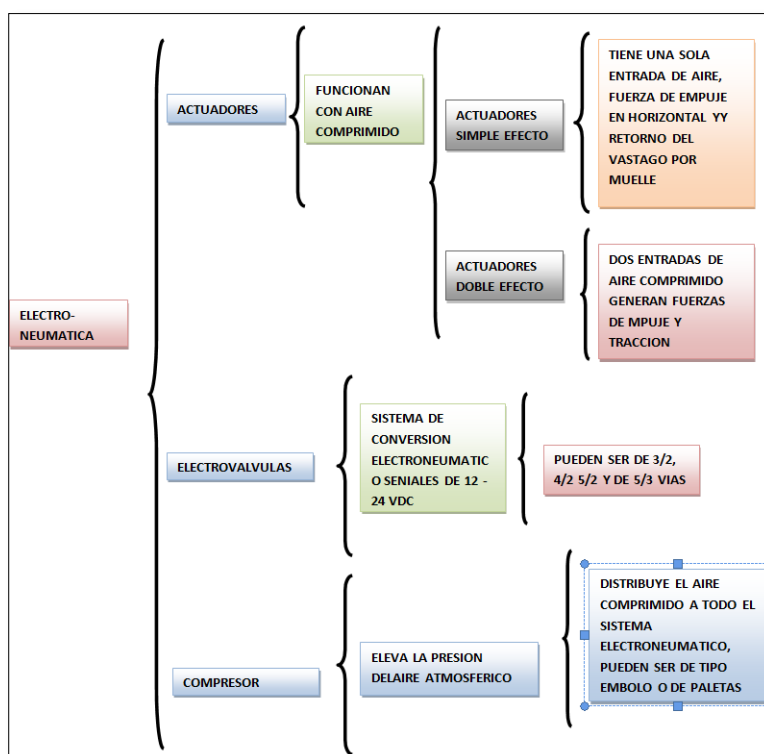 ELECTRO-
NEUMATICA
ACTUADORES
FUNCIONAN
CON AIRE
COMPRIMIDO
ACTUADORES
SIMPLE EFECTO
TIENE UNA SOLA
ENTRADA DE AIRE,
FUERZA DE EMPUJE
EN HORIZONTAL YY
RETORNO DEL
VASTAGO POR
MUELLE
ACTUADORES
DOBLE EFECTO
DOS ENTRADAS DE
AIRE COMPRIMIDO
GENERAN FUERZAS
DE MPUJE Y
TRACCION
ELECTROVALVULAS
SISTEMA DE
CONVERSION
ELECTRONEUMATIC
O SENIALES DE 12 -
24 VDC
PUEDEN SER DE 3/2,
4/2 5/2 Y DE 5/3 VIAS
COMPRESOR
ELEVA LA PRESION
DELAIRE ATMOSFERICO
DISTRIBUYE EL AIRE
COMPRIMIDO A TODO EL
SISTEMA
ELECTRONEUMATICO,
PUEDEN SER DE TIPO
EMBOLO O DE PALETAS